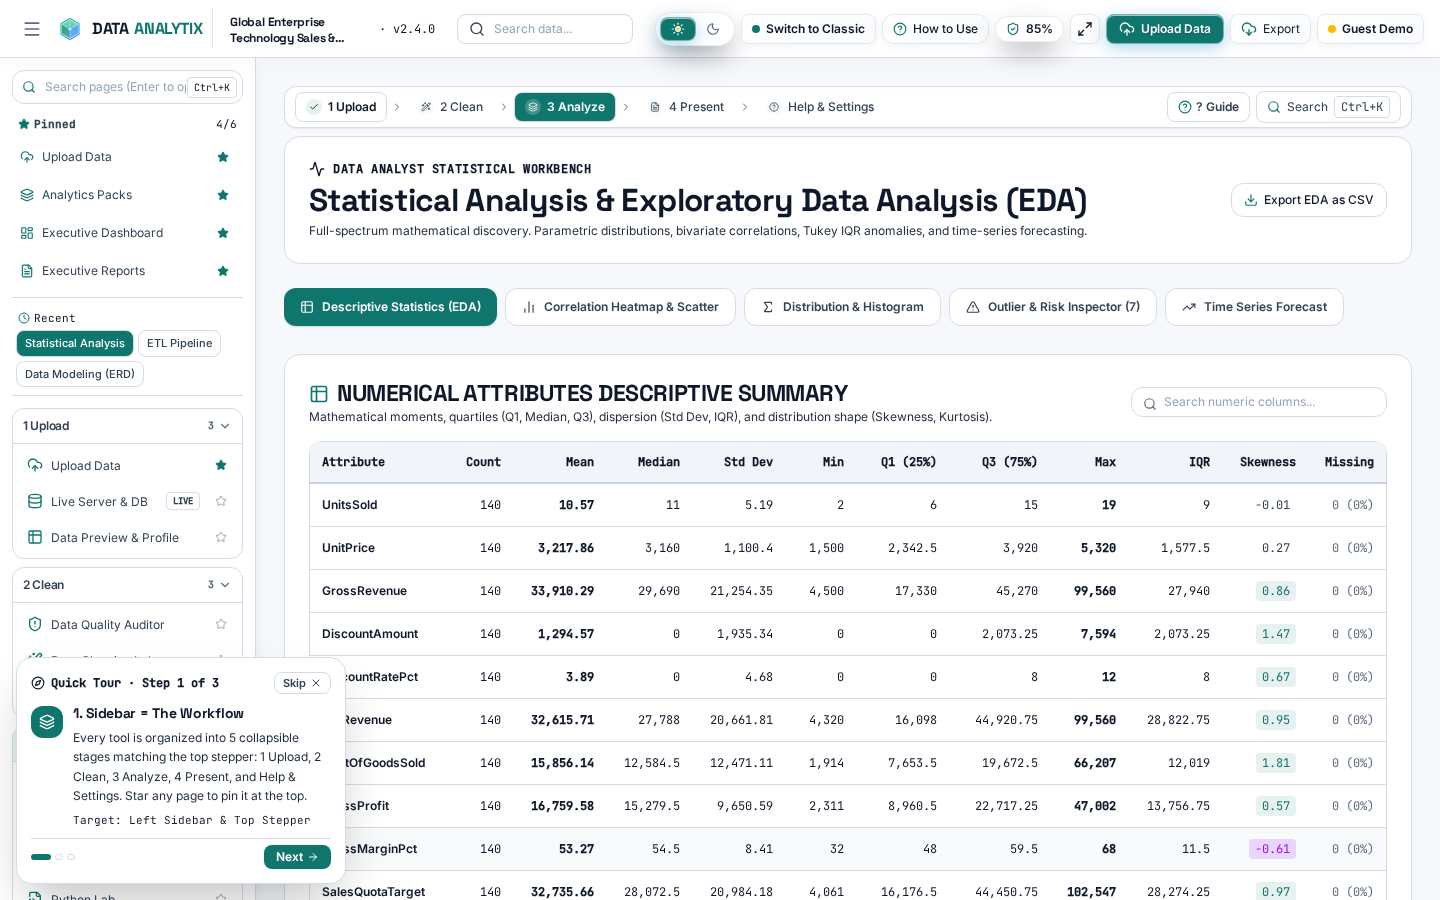 DATA ANALYTIX
Global Enterprise
Technology Sales &...
· v2.4.0
Search data...
Switch to Classic
How to Use
85%
Upload Data
Export
Guest Demo
Search pages (Enter to op
Ctrl+K
Pinned
4/6
Upload Data
Analytics Packs
Executive Dashboard
Executive Reports
Recent
Statistical Analysis
ETL Pipeline
Data Modeling (ERD)
1 Upload
3
Upload Data
Live Server & DB
LIVE
Data Preview & Profile
2 Clean
3
Data Quality Auditor
Quick Tour · Step 1 of 3
Skip ×
1. Sidebar = The Workflow
Every tool is organized into 5 collapsible
stages matching the top stepper: 1 Upload, 2
Clean, 3 Analyze, 4 Present, and Help &
Settings. Star any page to pin it at the top.
Target: Left Sidebar & Top Stepper
Next →
Python Lab
1 Upload
2 Clean
3 Analyze
4 Present
Help & Settings
? Guide
Search Ctrl+K
DATA ANALYST STATISTICAL WORKBENCH
Statistical Analysis & Exploratory Data Analysis (EDA)
Full-spectrum mathematical discovery. Parametric distributions, bivariate correlations, Tukey IQR anomalies, and time-series forecasting.
Export EDA as CSV
Descriptive Statistics (EDA)
Correlation Heatmap & Scatter
Distribution & Histogram
Outlier & Risk Inspector (7)
Time Series Forecast
NUMERICAL ATTRIBUTES DESCRIPTIVE SUMMARY
Mathematical moments, quartiles (Q1, Median, Q3), dispersion (Std Dev, IQR), and distribution shape (Skewness, Kurtosis).
Search numeric columns...
Attribute Count Mean Median Std Dev Min Q1 (25%) Q3 (75%) Max IQR Skewness Missing
UnitsSold 140 10.57 11 5.19 2 6 15 19 9 -0.01 0 (0%)
UnitPrice 140 3,217.86 3,160 1,100.4 1,500 2,342.5 3,920 5,320 1,577.5 0.27 0 (0%)
GrossRevenue 140 33,910.29 29,690 21,254.35 4,500 17,330 45,270 99,560 27,940 0.86 0 (0%)
DiscountAmount 140 1,294.57 0 1,935.34 0 0 2,073.25 7,594 2,073.25 1.47 0 (0%)
countRatePct 140 3.89 0 4.68 0 0 8 12 8 0.67 0 (0%)
Revenue 140 32,615.71 27,788 20,661.81 4,320 16,098 44,920.75 99,560 28,822.75 0.95 0 (0%)
tOfGoodsSold 140 15,856.14 12,584.5 12,471.11 1,914 7,653.5 19,672.5 66,207 12,019 1.81 0 (0%)
ssProfit 140 16,759.58 15,279.5 9,650.59 2,311 8,960.5 22,717.25 47,002 13,756.75 0.57 0 (0%)
ssMarginPct 140 53.27 54.5 8.41 32 48 59.5 68 11.5 -0.61 0 (0%)
SalesQuotaTarget 140 32,735.66 28,072.5 20,984.18 4,061 16,176.5 44,450.75 102,547 28,274.25 0.97 0 (0%)